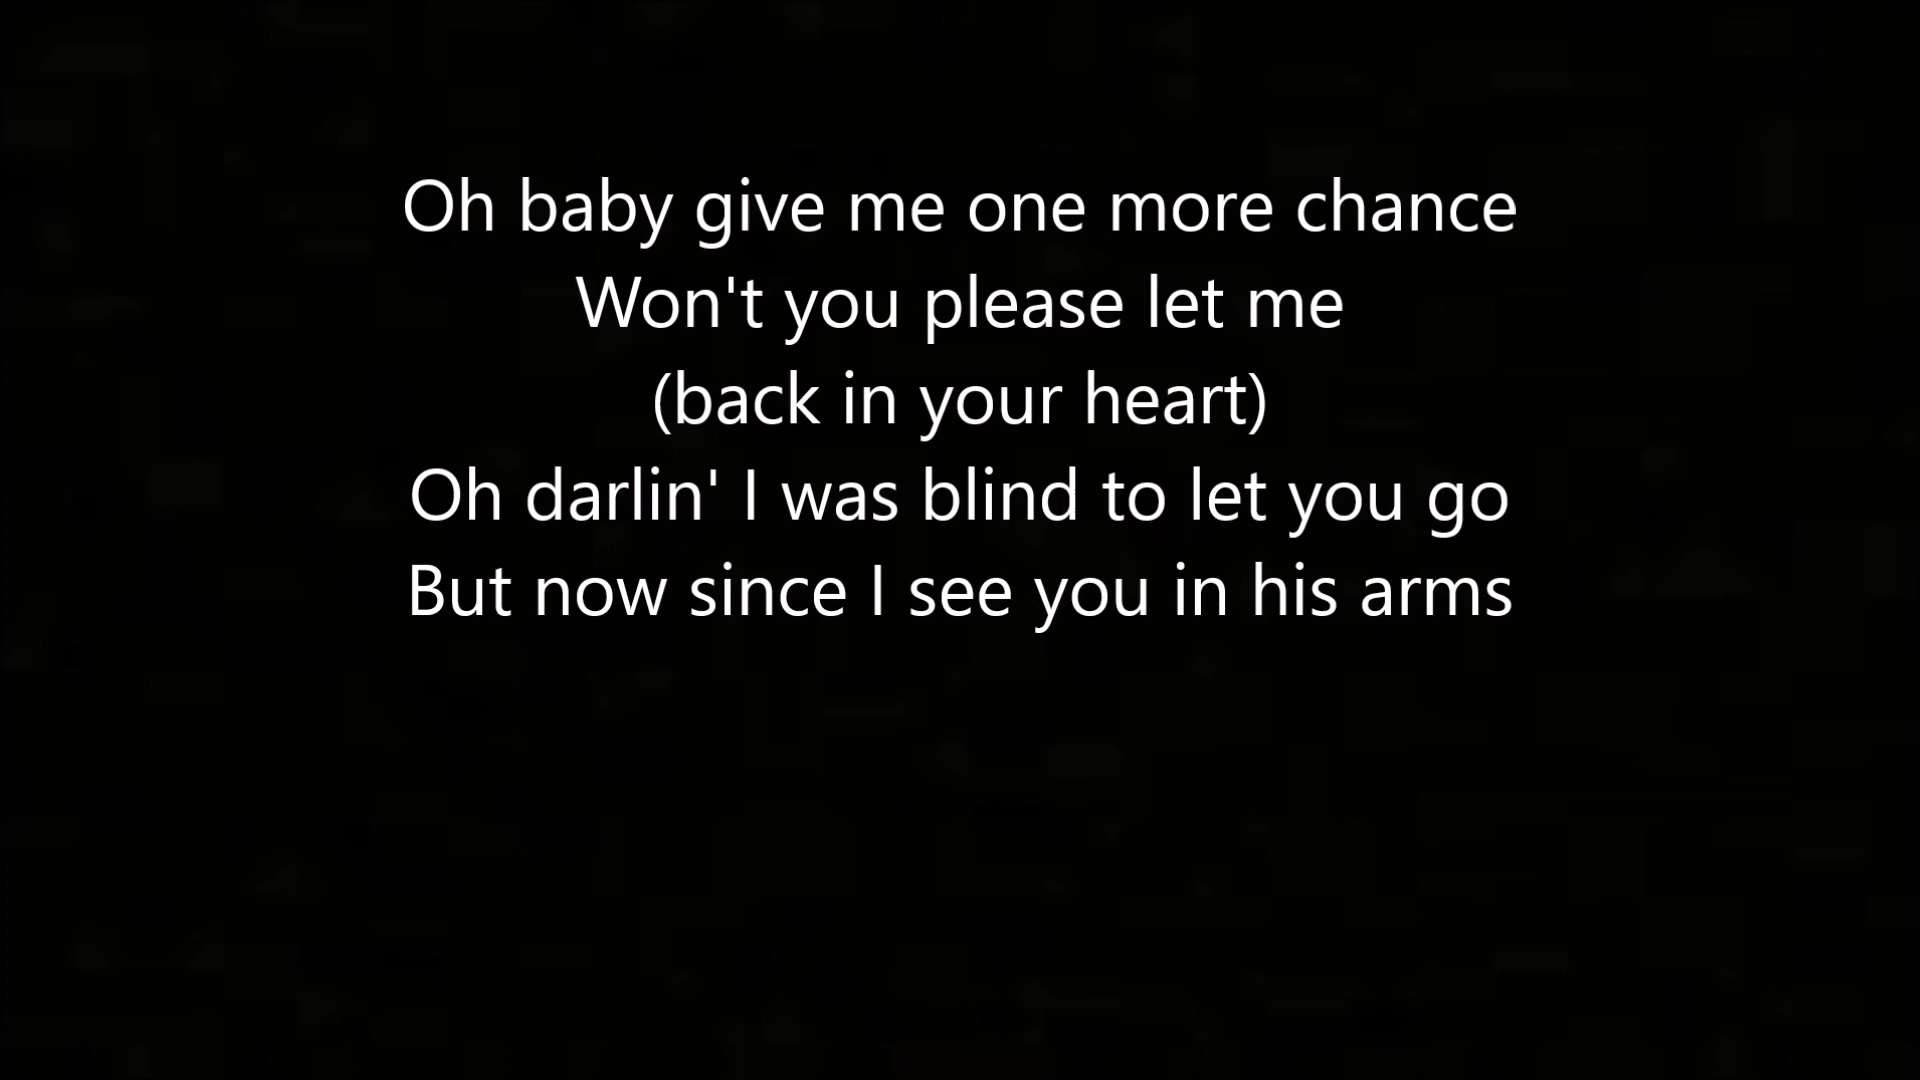 Oh baby give me one more chance
Won't you please let me
(back in your heart)
Oh darlin' I was blind to let you go
But now since I see you in his arms